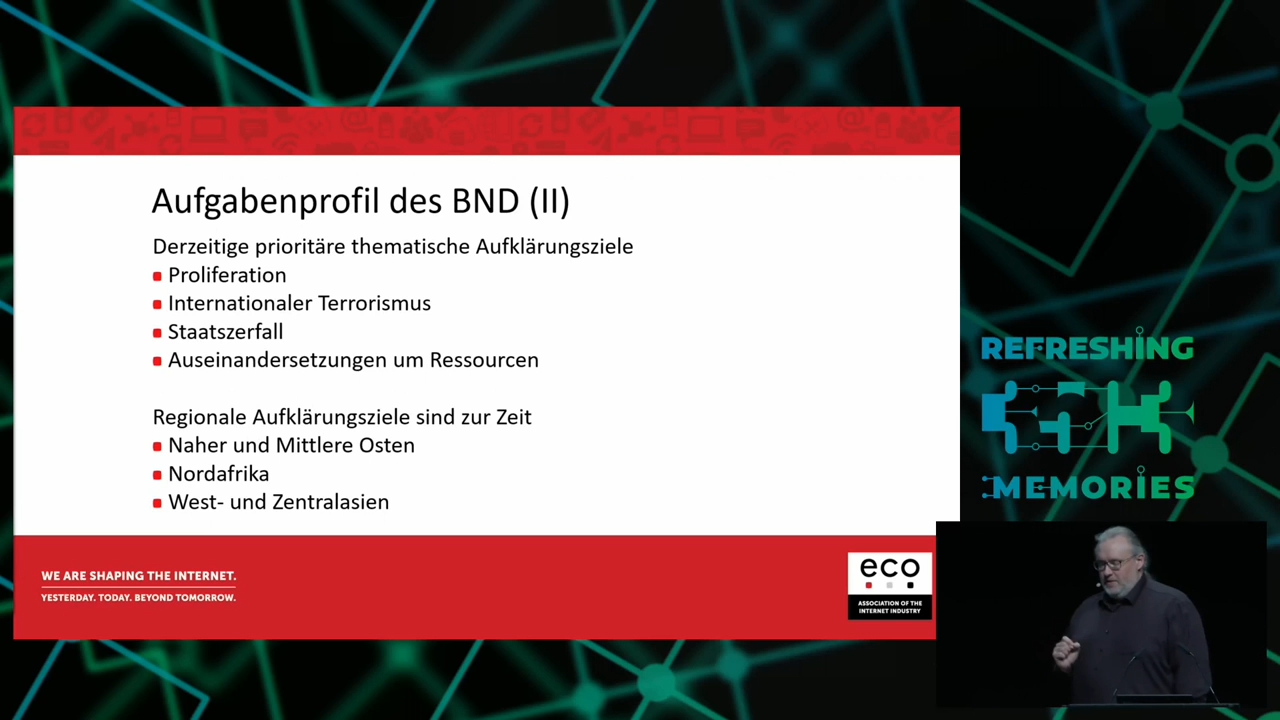 Aufgabenprofil des BND (II)
Derzeitige prioritäre thematische Aufklärungsziele
Proliferation
Internationaler Terrorismus
Staatszerfall
Auseinandersetzungen um Ressourcen
Regionale Aufklärungsziele sind zur Zeit
Naher und Mittlere Osten
Nordafrika
West- und Zentralasien
WE ARE SHAPING THE INTERNET.
YESTERDAY. TODAY. BEYOND TOMORROW.
eco
ASSOCIATION OF THE
INTERNET INDUSTRY
REFRESHING
MEMORIES